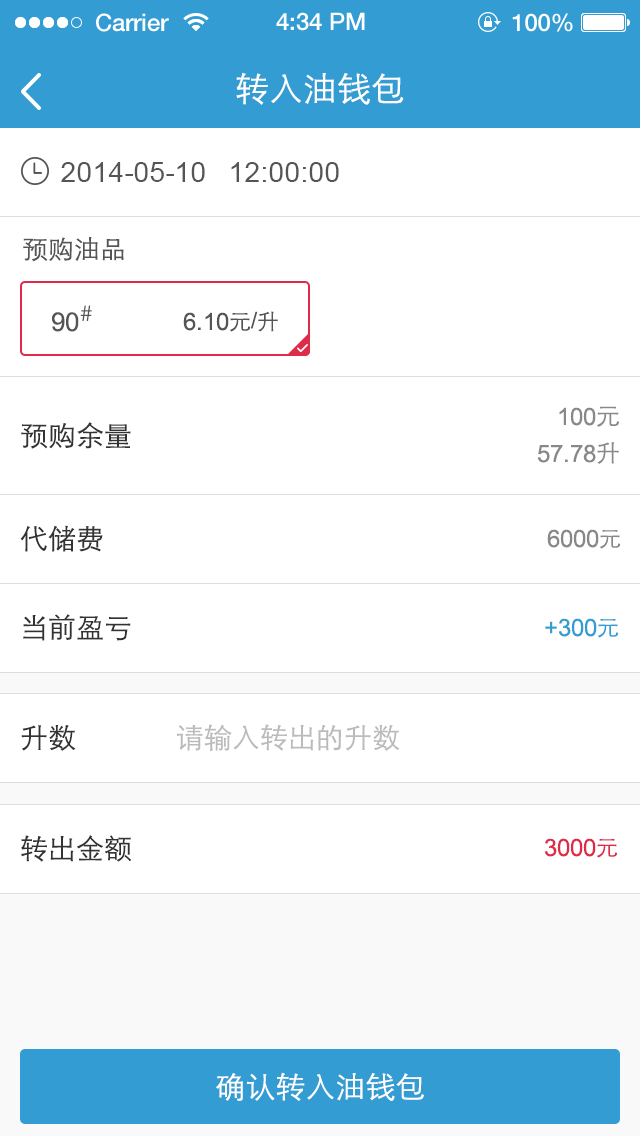 Carrier 4:34 PM 100%
转入油钱包
2014-05-10 12:00:00
预购油品
90# 6.10元/升
预购余量 100元
57.78升
代储费 6000元
当前盈亏 +300元
升数 请输入转出的升数
转出金额 3000元
确认转入油钱包